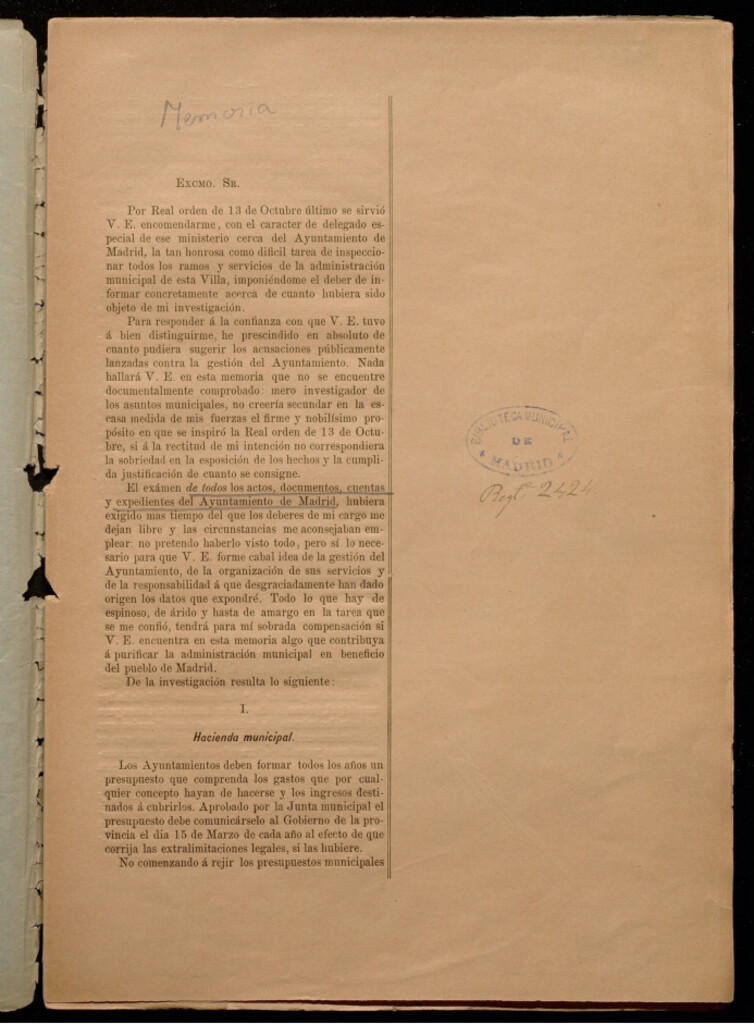 Memoria
EXCMO. SR.
Por Real orden de 13 de Octubre último se sirvió
V. E. encomendarme, con el caracter de delegado es-
pecial de ese ministerio cerca del Ayuntamiento de
Madrid, la tan honrosa como dificil tarea de inspeccio-
nar todos los ramos y servicios de la administración
municipal de esta Villa, imponiéndome el deber de in-
formar concretamente acerca de cuanto hubiera sido
objeto de mi investigación.
Para responder á la confianza con que V. E. tuvo
á bien distinguirme, he prescindido en absoluto de
cuanto pudiera sugerir los acusaciones públicamente
lanzadas contra la gestión del Ayuntamiento. Nada
hallará V. E. en esta memoria que no se encuentre
documentalmente comprobado: mero investigador de
los asuntos municipales, no creería secundar en la es-
casa medida de mis fuerzas el firme y nobilísimo pro-
pósito en que se inspiró la Real orden de 13 de Octu-
bre, si á la rectitud de mi intención no correspondiera
la sobriedad en la esposición de los hechos y la cumpli-
da justificación de cuanto se consigne.
El exámen de todos los actos, documentos, cuentas
y expedientes del Ayuntamiento de Madrid, hubiera
exigido mas tiempo del que los deberes de mi cargo me
dejan libre y las circunstancias me aconsejaban em-
plear: no pretendo haberlo visto todo, pero sí lo nece-
sario para que V. E. forme cabal idea de la gestión del
Ayuntamiento, de la organización de sus servicios y
de la responsabilidad á que desgraciadamente han dado
origen los datos que expondré. Todo lo que hay de
espinoso, de árido y hasta de amargo en la tarea que
se me confió, tendrá para mí sobrada compensación si
V. E. encuentra en esta memoria algo que contribuya
á purificar la administración municipal en beneficio
del pueblo de Madrid.
De la investigación resulta lo siguiente:
I.
Hacienda municipal.
Los Ayuntamientos deben formar todos los años un
presupuesto que comprenda los gastos que por cual-
quier concepto hayan de hacerse y los ingresos desti-
nados á cubrirlos. Aprobado por la Junta municipal el
presupuesto debe comunicárselo al Gobierno de la pro-
vincia el dia 15 de Marzo de cada año al efecto de que
corrija las extralimitaciones legales, si las hubiere.
No comenzando á rejir los presupuestos municipales
BIBLIOTECA MUNICIPAL
DE
MADRID
2424